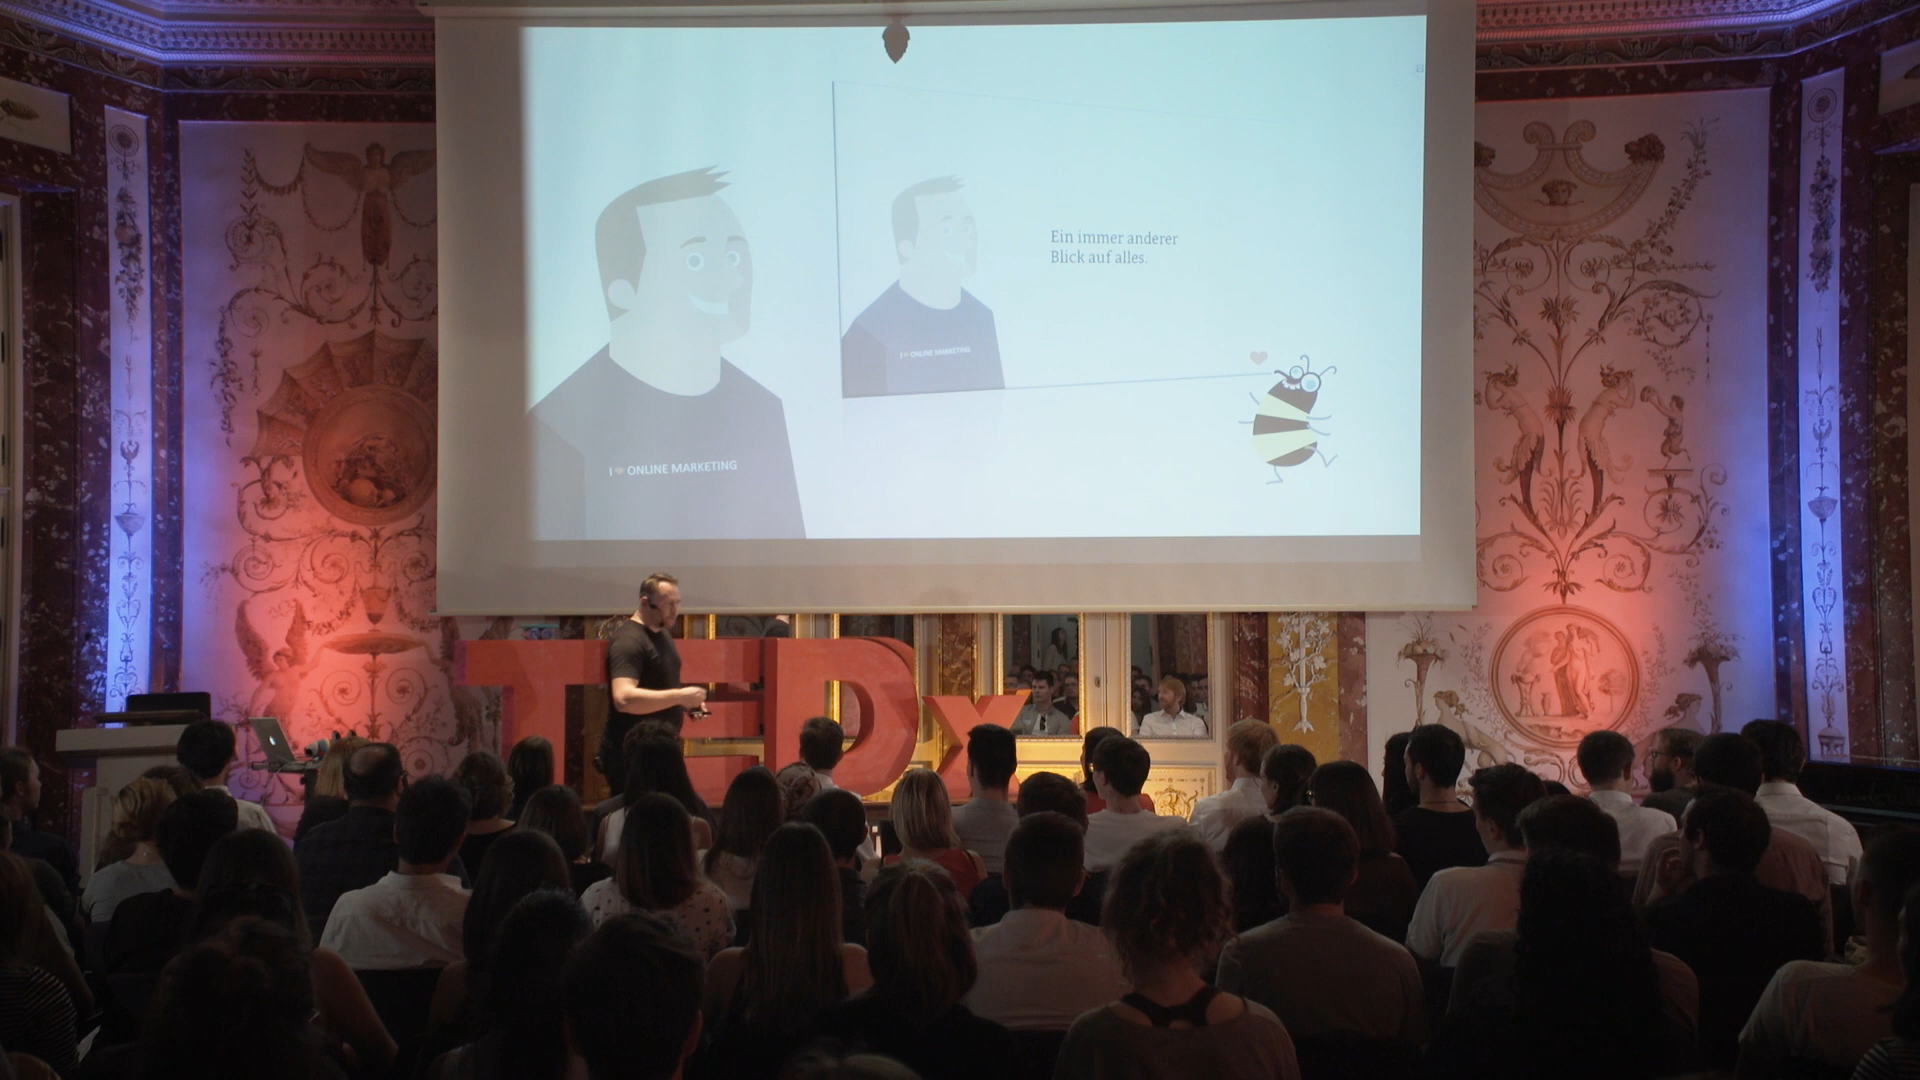 Ein immer anderer
Blick auf alles.
I ❤ ONLINE MARKETING
I ❤ ONLINE MARKETING
TEDx